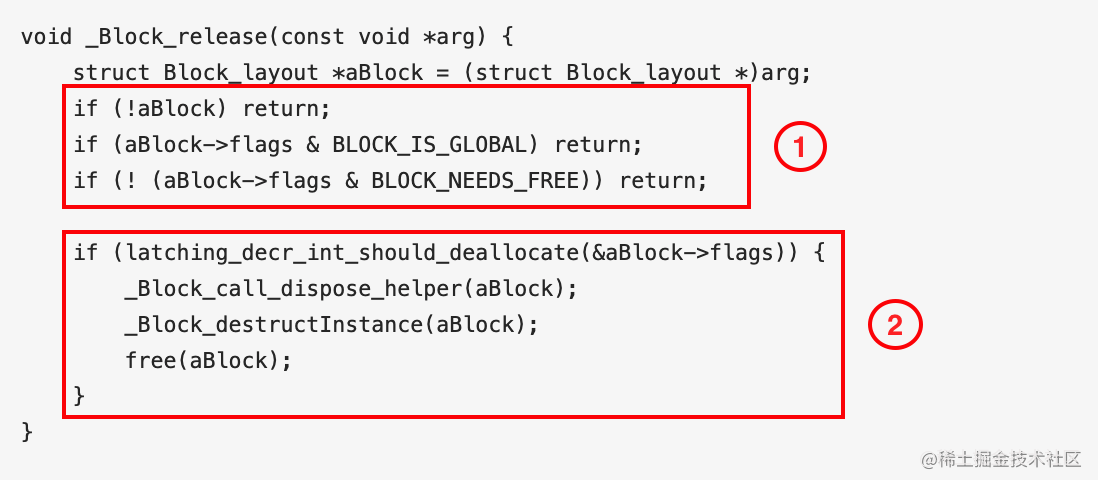 void _Block_release(const void *arg) {
struct Block_layout *aBlock = (struct Block_layout *)arg;
if (!aBlock) return;
if (aBlock->flags & BLOCK_IS_GLOBAL) return;
if (! (aBlock->flags & BLOCK_NEEDS_FREE)) return;
1
if (latching_decr_int_should_deallocate(&aBlock->flags)) {
_Block_call_dispose_helper(aBlock);
_Block_destructInstance(aBlock);
free(aBlock);
}
2
}
@稀土掘金技术社区